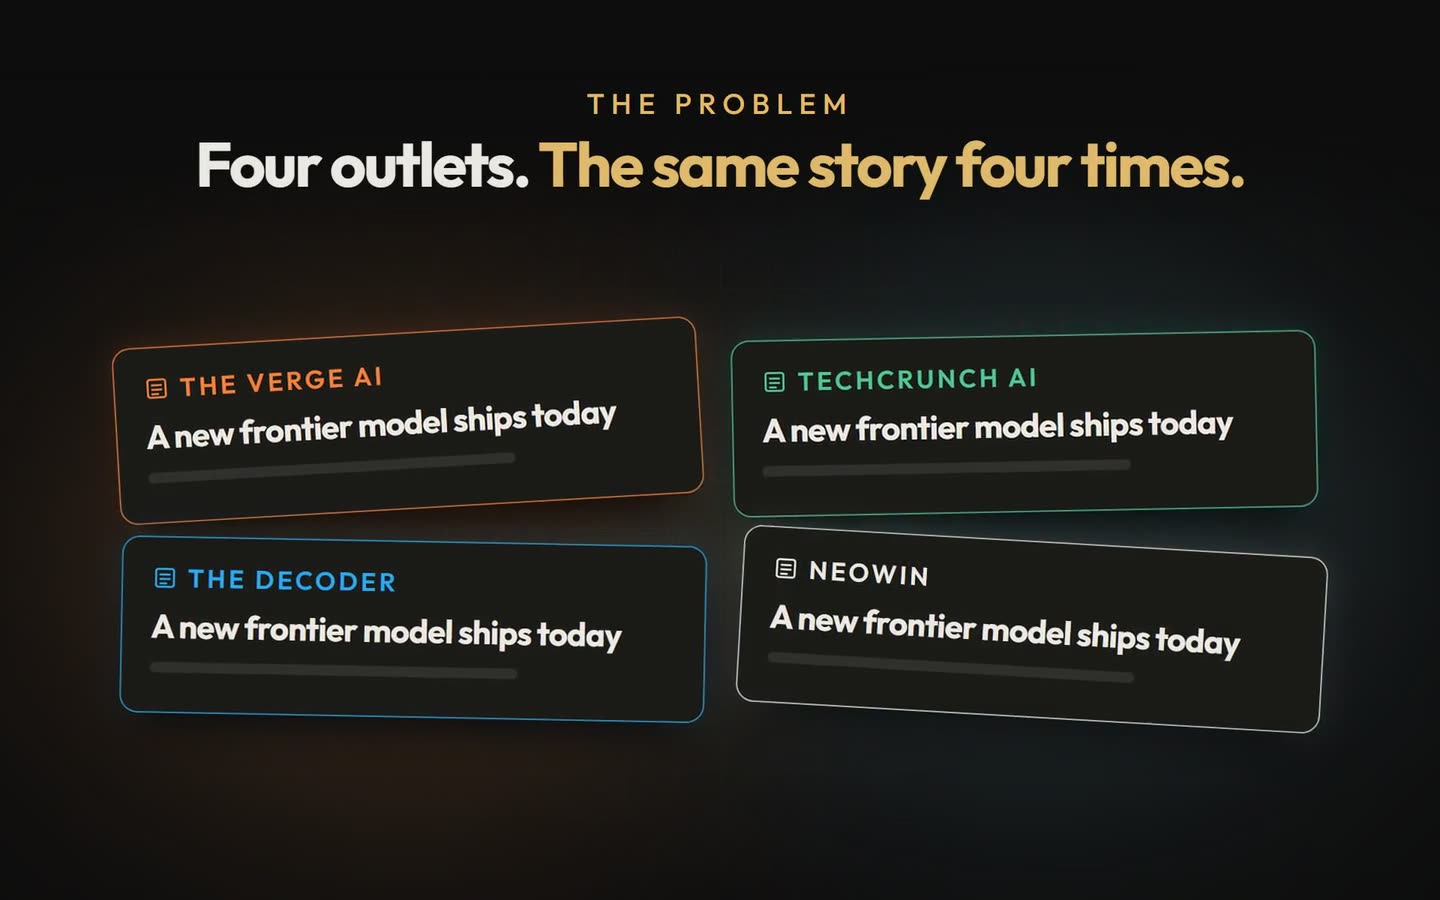 THE PROBLEM
Four outlets. The same story four times.
THE VERGE AI
A new frontier model ships today
TECHCRUNCH AI
A new frontier model ships today
THE DECODER
A new frontier model ships today
NEOWIN
A new frontier model ships today